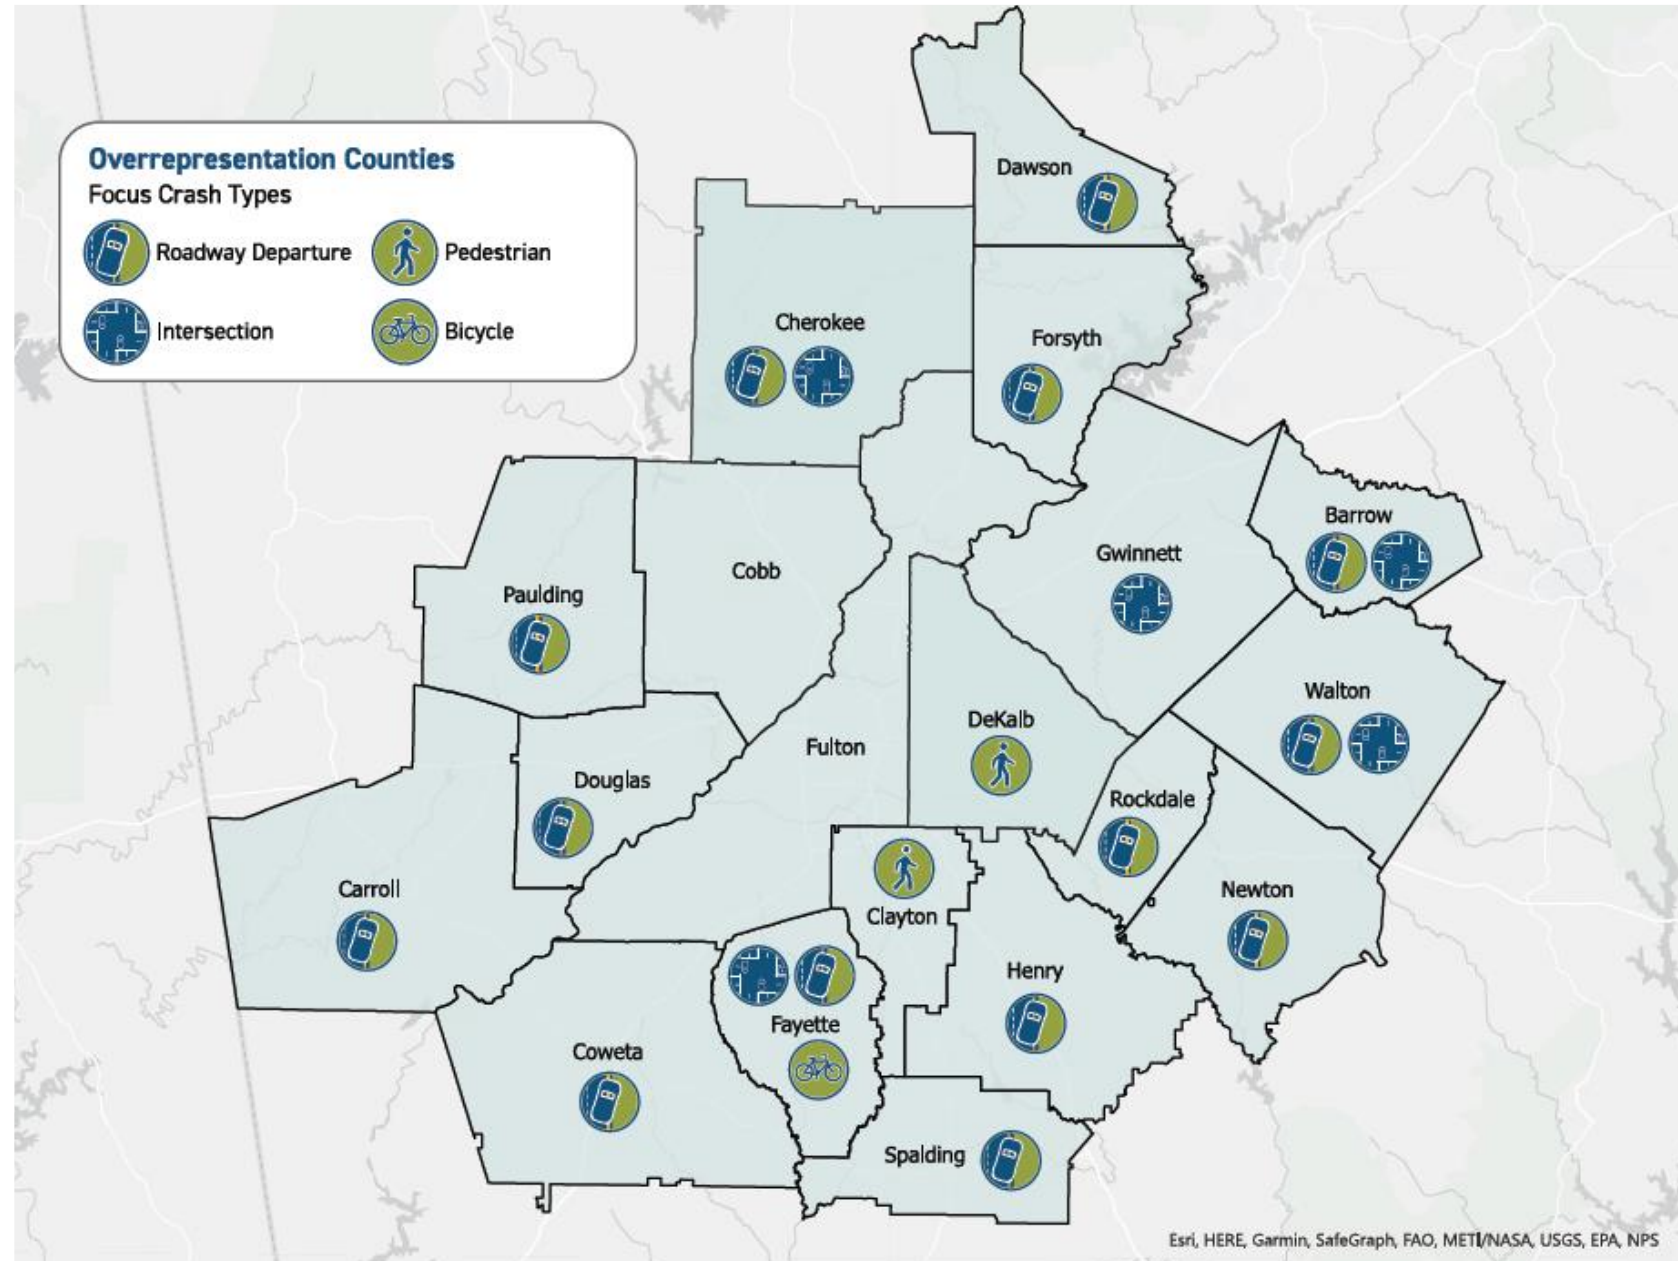 Overrepresentation Counties
Focus Crash Types
Roadway Departure
Pedestrian
Intersection
Bicycle
Dawson
Cherokee
Forsyth
Barrow
Gwinnett
Cobb
Paulding
Walton
DeKalb
Fulton
Douglas
Rockdale
Carroll
Newton
Clayton
Henry
Fayette
Coweta
Spalding
Esri, HERE, Garmin, SafeGraph, FAO, METI/NASA, USGS, EPA, NPS